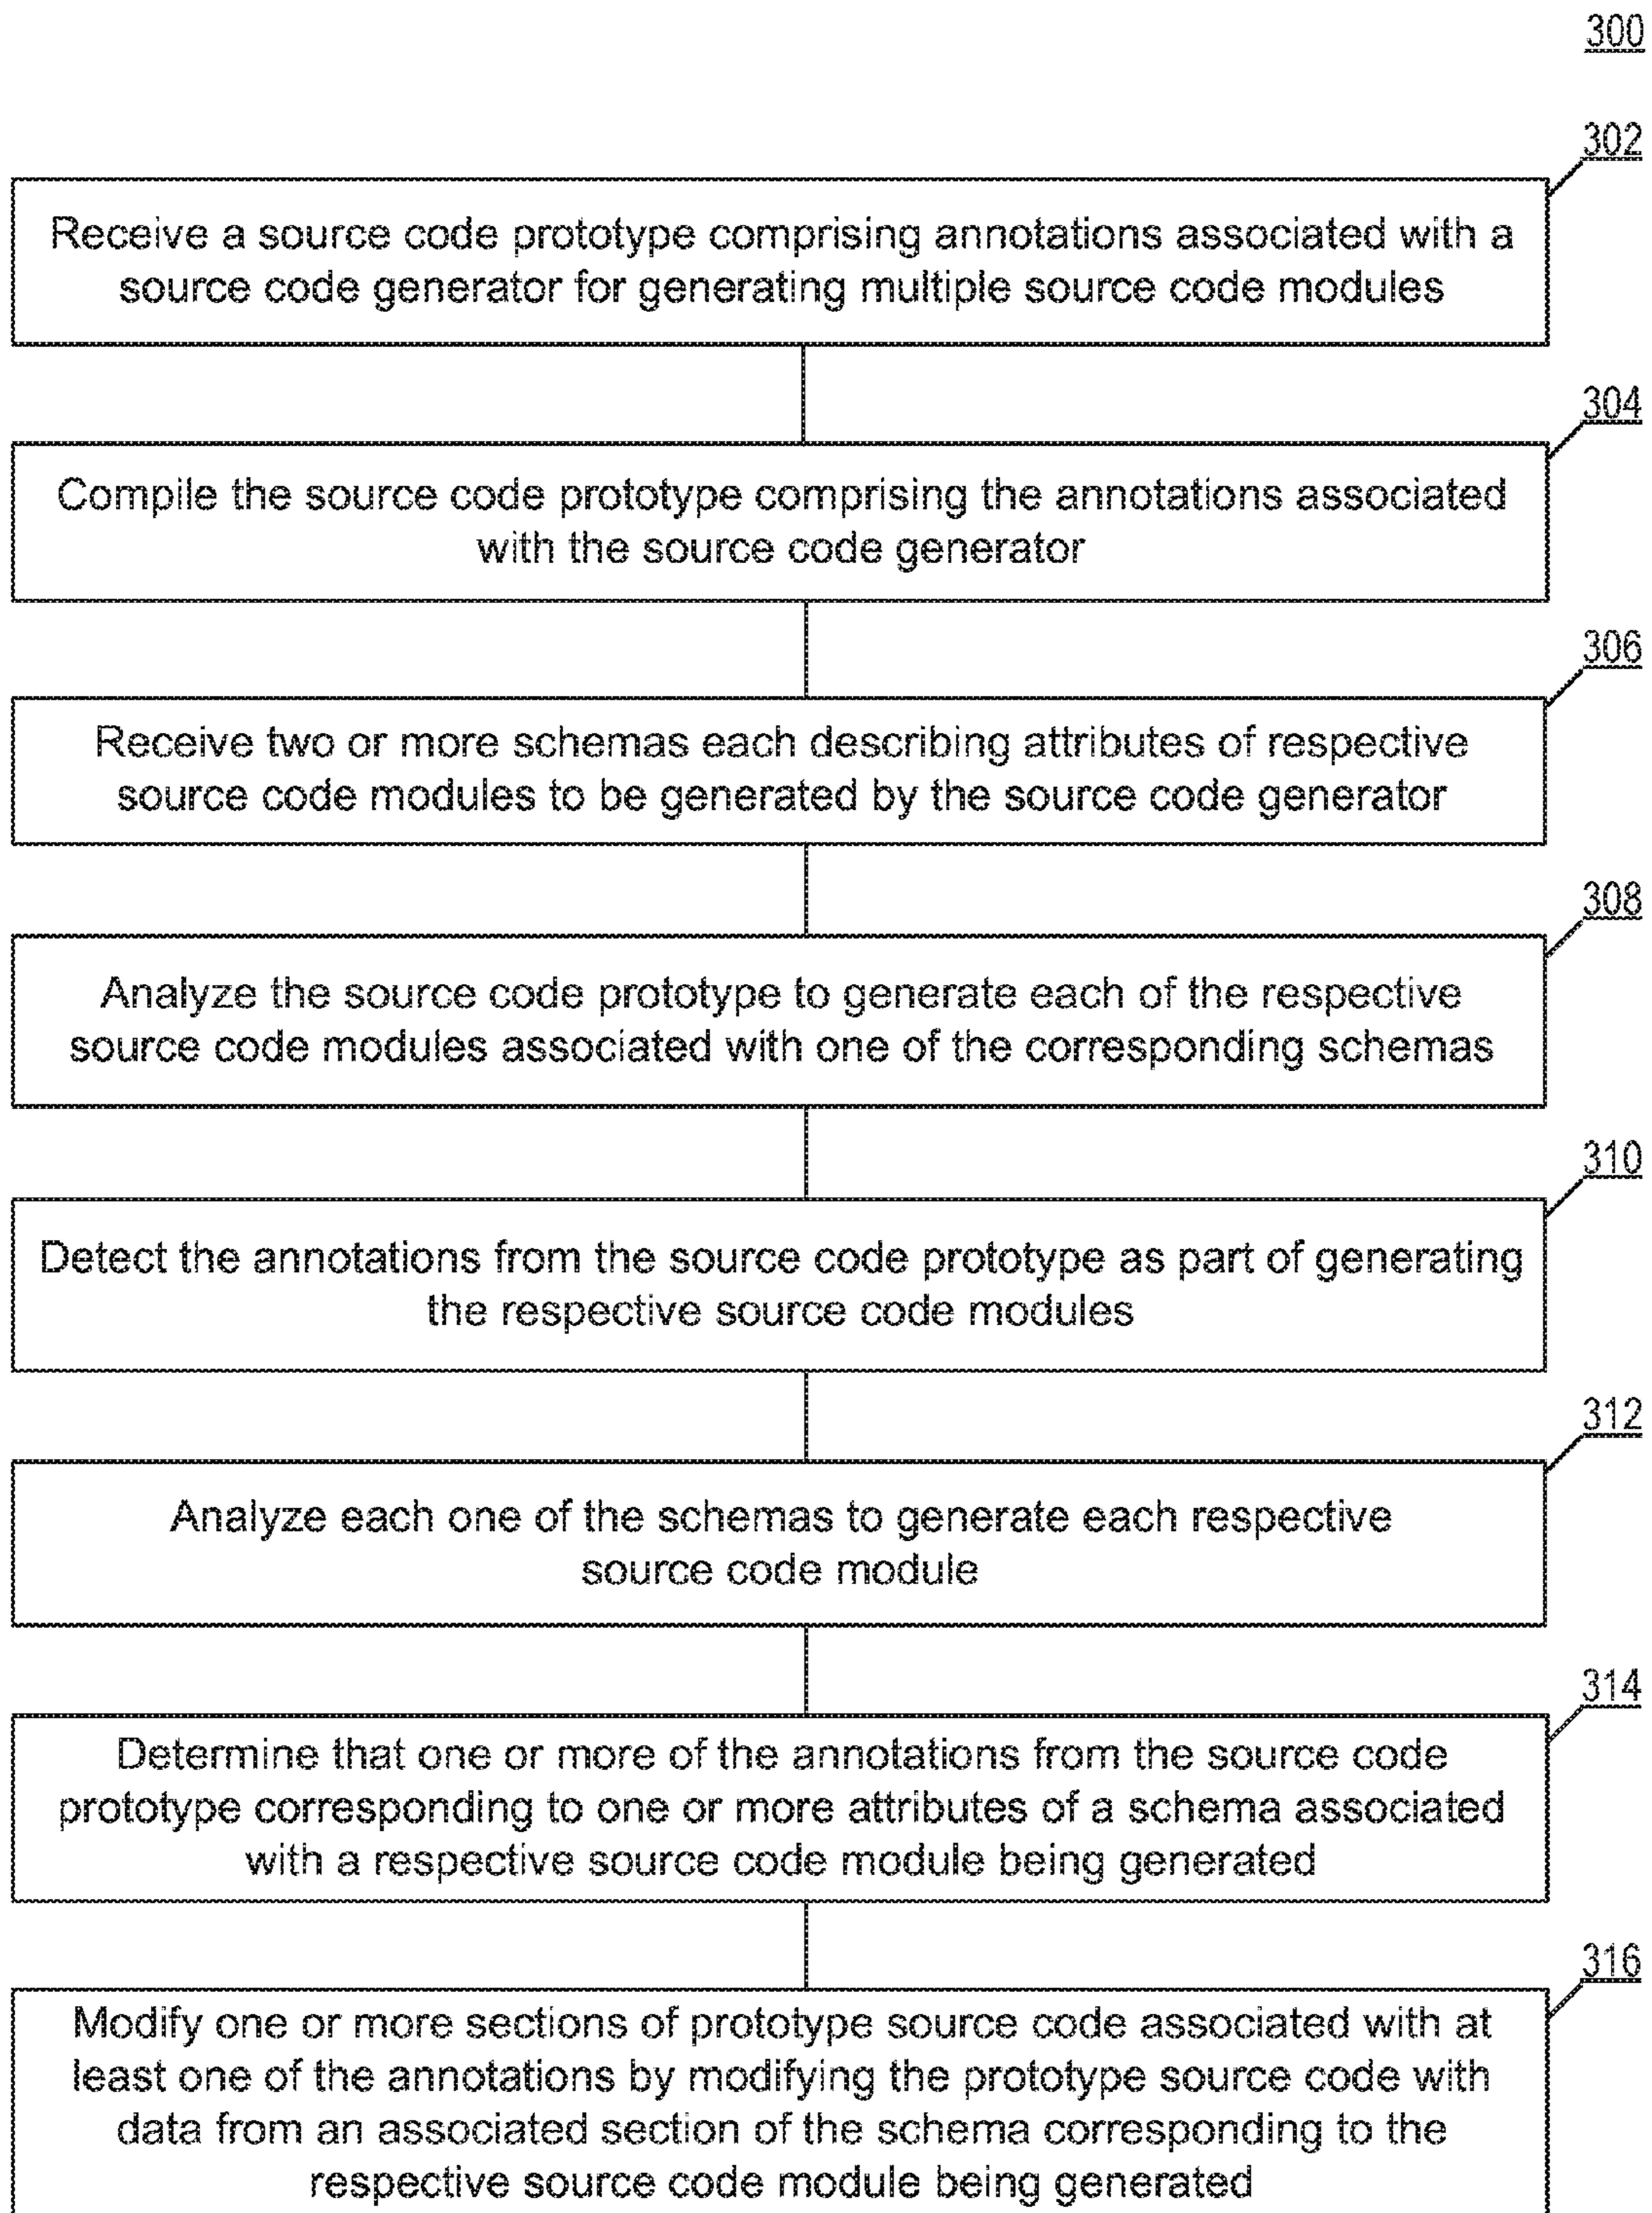 300
302
Receive a source code prototype comprising annotations associated with a
source code generator for generating multiple source code modules
304
Compile the source code prototype comprising the annotations associated
with the source code generator
306
Receive two or more schemas each describing attributes of respective
source code modules to be generated by the source code generator
308
Analyze the source code prototype to generate each of the respective
source code modules associated with one of the corresponding schemas
310
Detect the annotations from the source code prototype as part of generating
the respective source code modules
312
Analyze each one of the schemas to generate each respective
source code module
314
Determine that one or more of the annotations from the source code
prototype corresponding to one or more attributes of a schema associated
with a respective source code module being generated
316
Modify one or more sections of prototype source code associated with at
least one of the annotations by modifying the prototype source code with
data from an associated section of the schema corresponding to the
respective source code module being generated